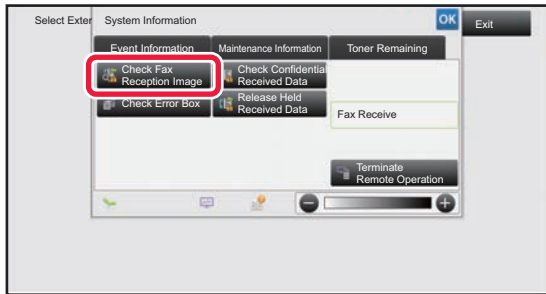 Select Exter
System Information
OK
Exit
Event Information
Maintenance Information
Toner Remaining
Check Fax
Reception Image
Check Confidential
Received Data
Check Error Box
Release Held
Received Data
Fax Receive
Terminate
Remote Operation